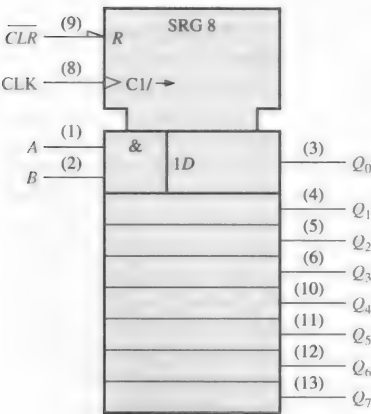 SRG 8
(9)
C̅L̅R̅ R
(8)
CLK C1/→
(1)
A &
(2) 1D (3)
B Q₀
(4)
Q₁
(5)
Q₂
(6)
Q₃
(10)
Q₄
(11)
Q₅
(12)
Q₆
(13)
Q₇